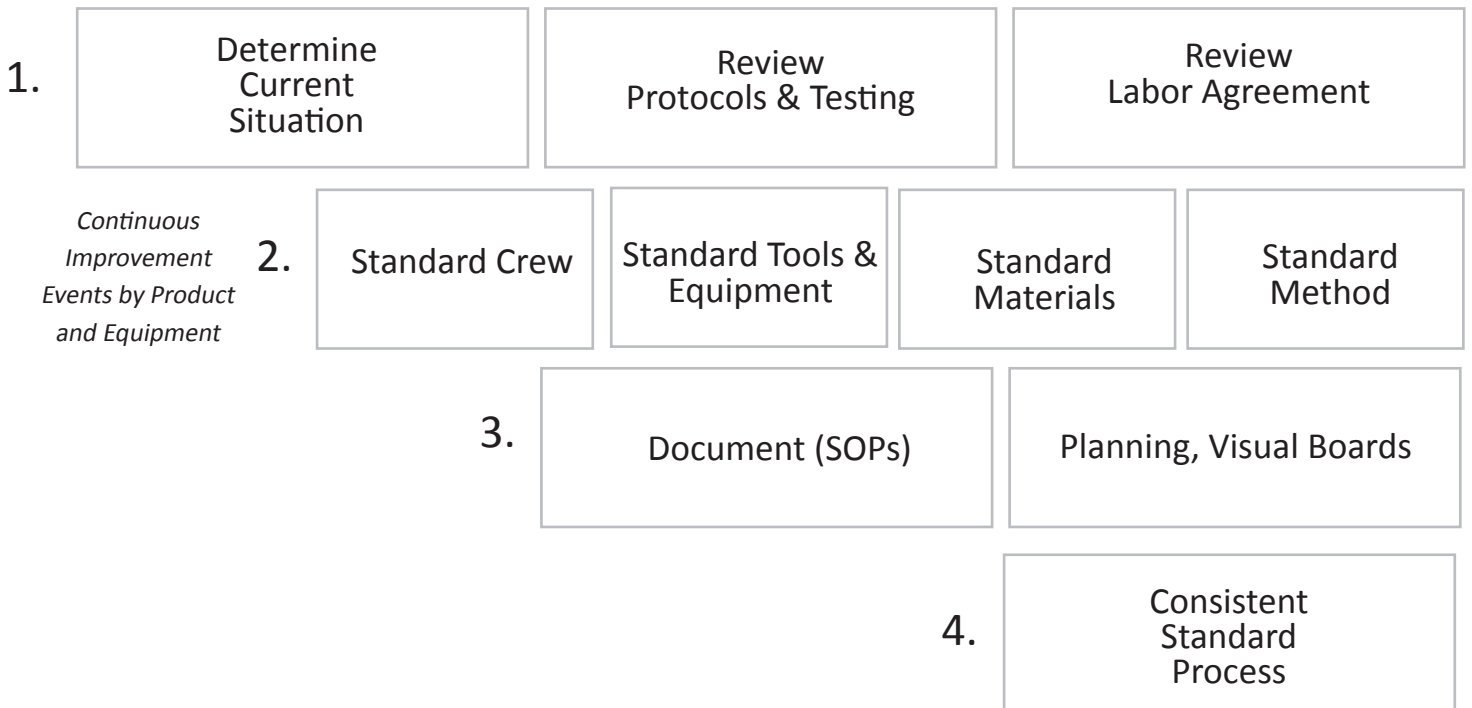 1.
Determine
Current
Situation
Review
Protocols & Testing
Review
Labor Agreement
Continuous
Improvement
Events by Product
and Equipment
2.
Standard Crew
Standard Tools &
Equipment
Standard
Materials
Standard
Method
3.
Document (SOPs)
Planning, Visual Boards
4.
Consistent
Standard
Process